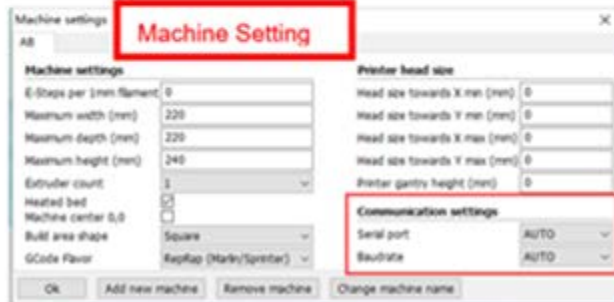 Machine settings
Machine Setting
A8
Machine settings
E-Steps per 1mm filament 0
Maximum width (mm) 220
Maximum depth (mm) 220
Maximum height (mm) 240
Extruder count 1
Heated bed
Machine center 0,0
Build area shape Square
GCode Flavor RepRap (Marlin/Sprinter)
Printer head size
Head size towards X min (mm) 0
Head size towards Y min (mm) 0
Head size towards X max (mm) 0
Head size towards Y max (mm) 0
Printer gantry height (mm) 0
Communication settings
Serial port AUTO
Baudrate AUTO
Ok Add new machine Remove machine Change machine name